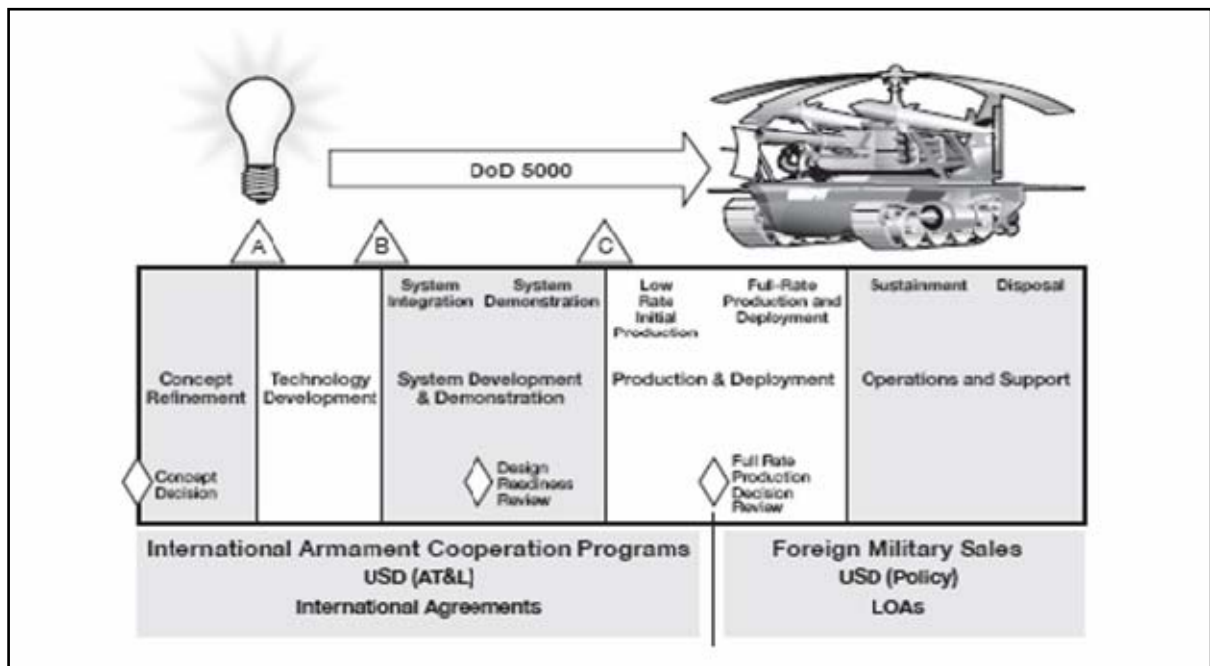 DoD 5000
A
B
C
System
Integration
System
Demonstration
Low
Rate
Initial
Production
Full-Rate
Production and
Deployment
Sustainment
Disposal
Concept
Refinement
Technology
Development
System Development
& Demonstration
Production & Deployment
Operations and Support
Concept
Decision
Design
Readiness
Review
Full Rate
Production
Decision
Review
International Armament Cooperation Programs
USD (AT&L)
International Agreements
Foreign Military Sales
USD (Policy)
LOAs